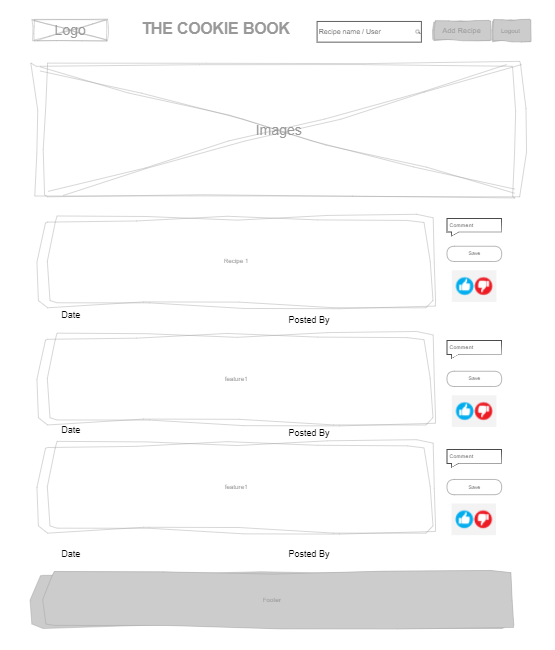 Logo
THE COOKIE BOOK
Recipe name / User
Add Recipe
Logout
Images
Recipe 1
Comment
Save
Date
Posted By
feature1
Comment
Save
Date
Posted By
feature1
Comment
Save
Date
Posted By
Footer